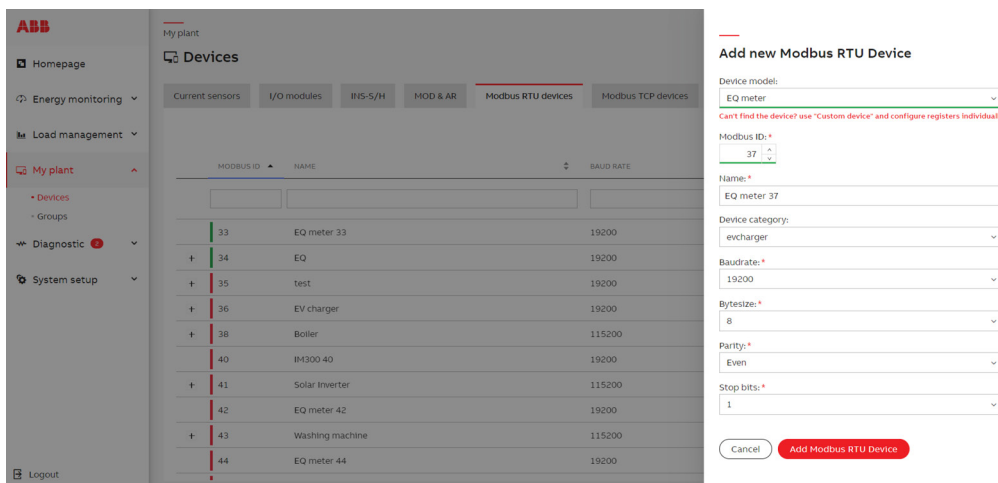 ABB
Homepage
Energy monitoring
Load management
My plant
• Devices
• Groups
Diagnostic 2
System setup
Logout
My plant
Devices
Current sensors I/O modules INS-S/H MOD & AR Modbus RTU devices Modbus TCP devices
MODBUS ID NAME BAUD RATE
33 EQ meter 33 19200
+ 34 EQ 19200
+ 35 test 19200
+ 36 EV charger 19200
+ 38 Boiler 115200
40 IM300 40 19200
+ 41 Solar Inverter 115200
42 EQ meter 42 19200
+ 43 Washing machine 115200
44 EQ meter 44 19200
Add new Modbus RTU Device
Device model:
EQ meter
Can't find the device? use "Custom device" and configure registers individual
Modbus ID:*
37
Name:*
EQ meter 37
Device category:
evcharger
Baudrate:*
19200
Bytesize:*
8
Parity:*
Even
Stop bits:*
1
Cancel Add Modbus RTU Device